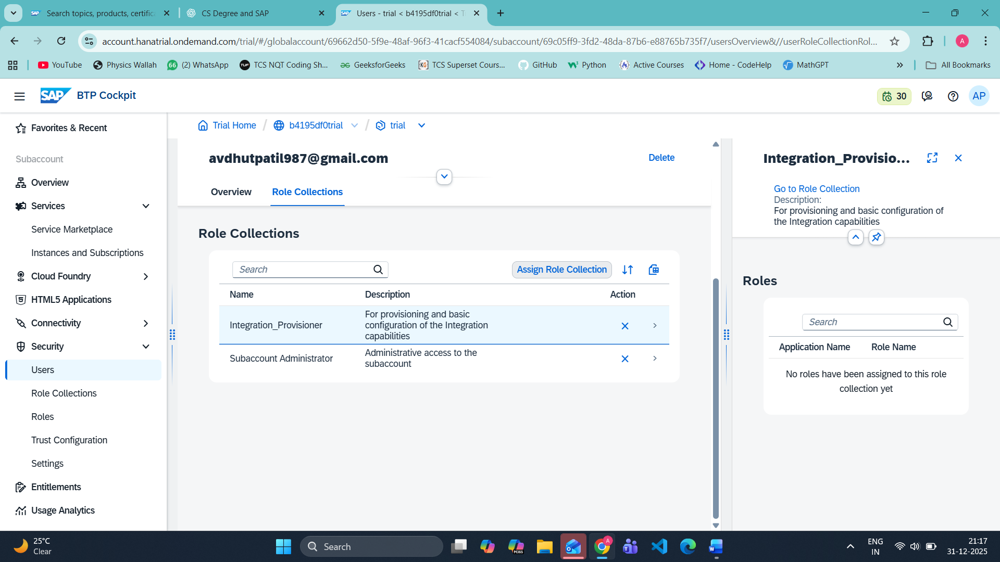 Search topics, products, certific
CS Degree and SAP
Users - trial < b4195df0trial < T
account.hanatrial.ondemand.com/trial/#/globalaccount/69662d50-5f9e-48af-96f3-41cacf554084/subaccount/69c05ff9-3fd2-48da-87b6-e88765b735f7/usersOverview&//userRoleCollectionRol...
A
YouTube
Physics Wallah
(2) WhatsApp
TCS NQT Coding Sh...
GeeksforGeeks
TCS Superset Cours...
GitHub
Python
Active Courses
Home - CodeHelp
MathGPT
All Bookmarks
SAP
BTP Cockpit
30
AP
Favorites & Recent
Subaccount
Overview
Services
Service Marketplace
Instances and Subscriptions
Cloud Foundry
HTML5 Applications
Connectivity
Security
Users
Role Collections
Roles
Trust Configuration
Settings
Entitlements
Usage Analytics
Trial Home / b4195df0trial / trial
avdhutpatil987@gmail.com
Delete
Overview
Role Collections
Role Collections
Search
Assign Role Collection
Name Description Action
Integration_Provisioner
For provisioning and basic
configuration of the Integration
capabilities
Subaccount Administrator
Administrative access to the
subaccount
Integration_Provisio...
Go to Role Collection
Description:
For provisioning and basic configuration of
the Integration capabilities
Roles
Search
Application Name Role Name
No roles have been assigned to this role
collection yet
25°C
Clear
Search
ENG
IN
21:17
31-12-2025